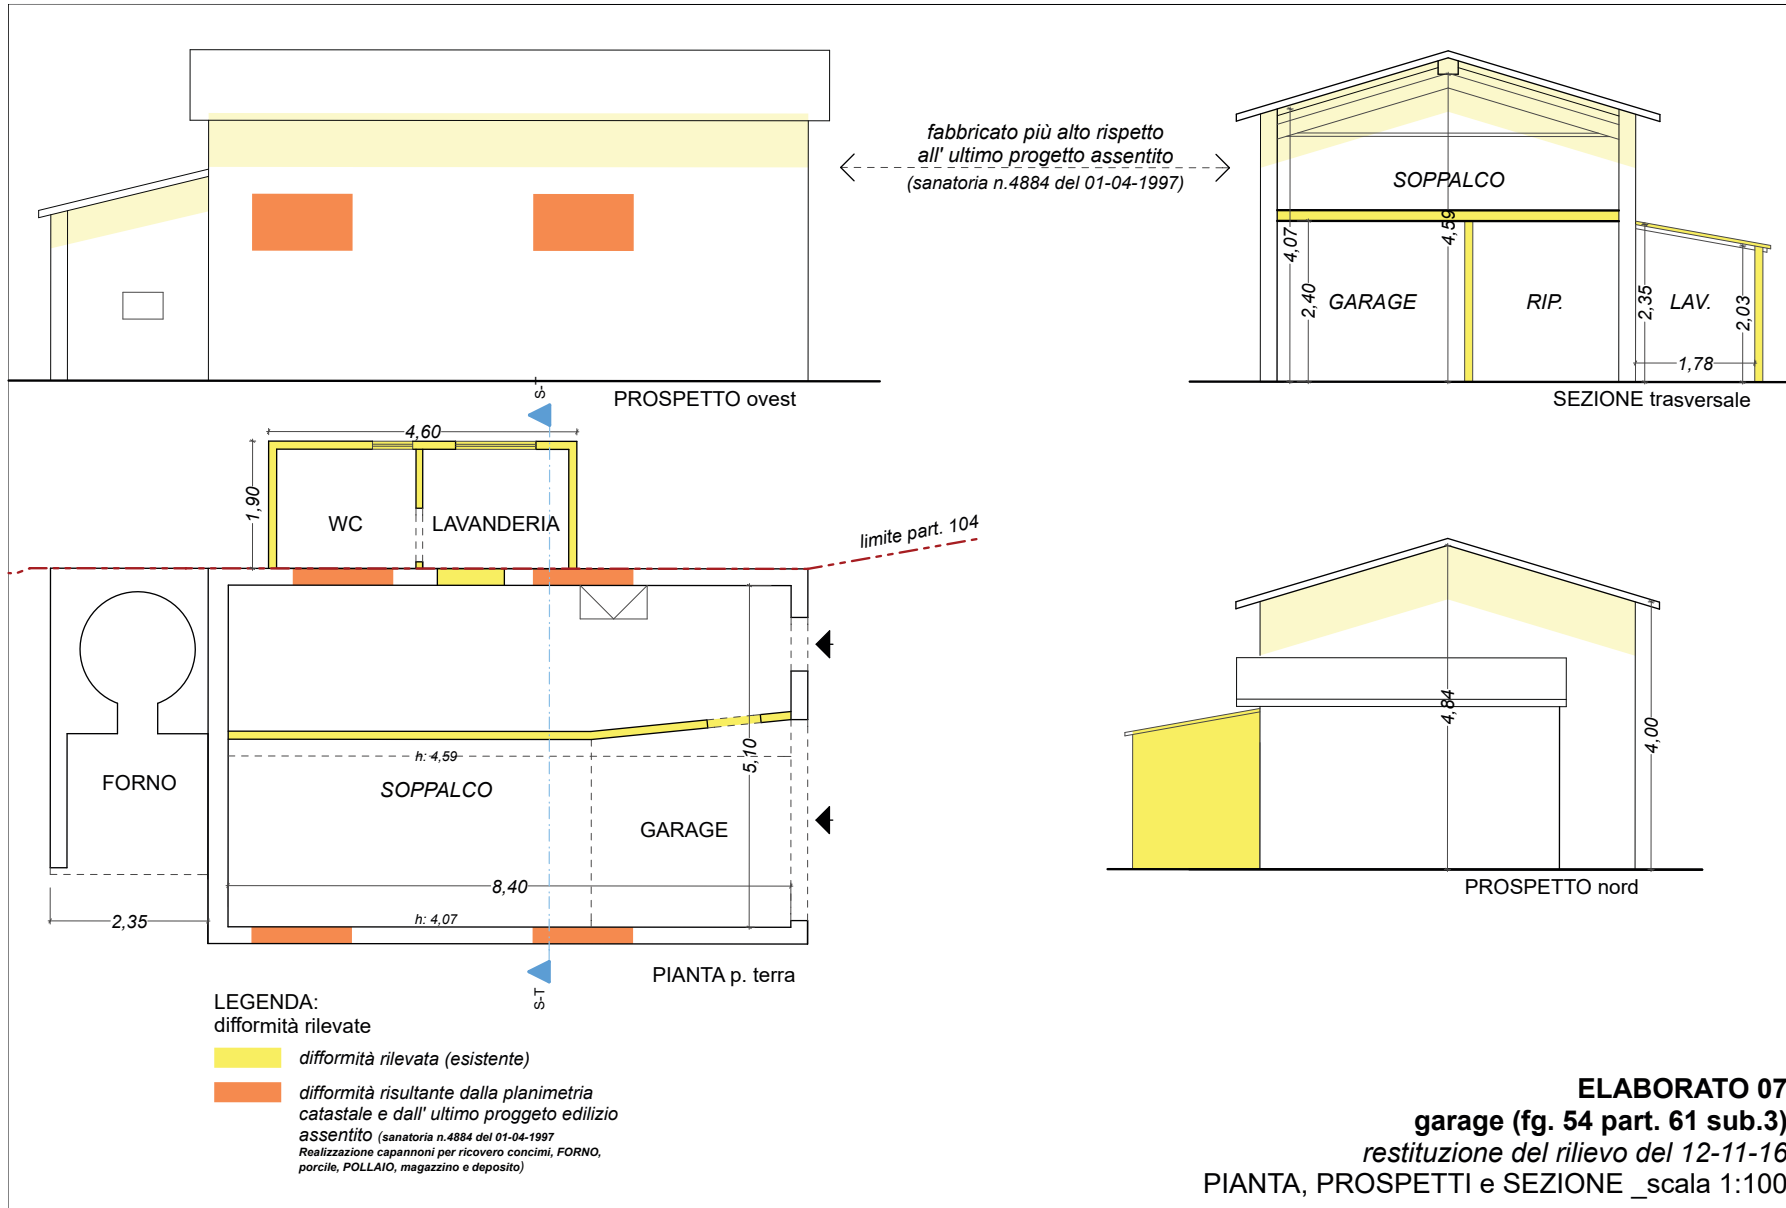 fabbricato più alto rispetto
all' ultimo progetto assentito
(sanatoria n.4884 del 01-04-1997)
PROSPETTO ovest
SOPPALCO
4,59
4,07
2,40
GARAGE
RIP.
2,35
LAV.
2,03
1,78
SEZIONE trasversale
S-
4,60
1,90
WC
LAVANDERIA
limite part. 104
h: 4,59
SOPPALCO
5,10
FORNO
GARAGE
8,40
h: 4,07
2,35
PIANTA p. terra
S-T
4,84
4,00
PROSPETTO nord
LEGENDA:
difformità rilevate
difformità rilevata (esistente)
difformità risultante dalla planimetria
catastale e dall' ultimo proggeto edilizio
assentito (sanatoria n.4884 del 01-04-1997
Realizzazione capannoni per ricovero concimi, FORNO,
porcile, POLLAIO, magazzino e deposito)
ELABORATO 07
garage (fg. 54 part. 61 sub.3)
restituzione del rilievo del 12-11-16
PIANTA, PROSPETTI e SEZIONE _scala 1:100